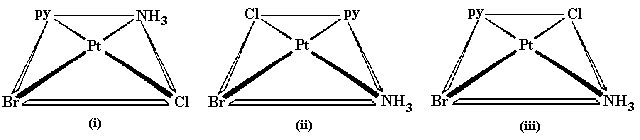 py NH3 Cl py py Cl
Pt Pt Pt
Br Cl Br NH3 Br NH3
(i) (ii) (iii)